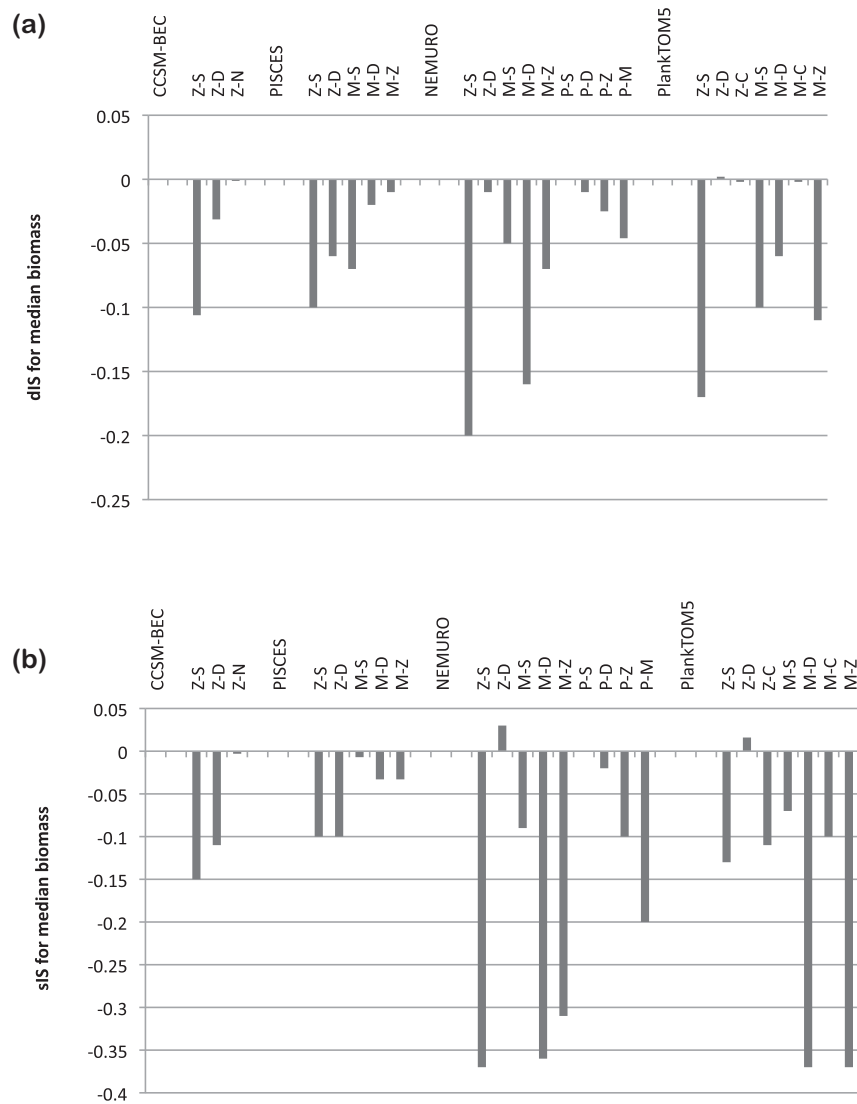 (a)
CCSM-BEC
Z-S
Z-D
Z-N
PISCES
Z-S
Z-D
M-S
M-D
M-Z
NEMURO
Z-S
Z-D
M-S
M-D
M-Z
P-S
P-D
P-Z
P-M
PlankTOM5
Z-S
Z-D
Z-C
M-S
M-D
M-C
M-Z
0.05
0
-0.05
-0.1
-0.15
-0.2
-0.25
dIS for median biomass
(b)
CCSM-BEC
Z-S
Z-D
Z-N
PISCES
Z-S
Z-D
M-S
M-D
M-Z
NEMURO
Z-S
Z-D
M-S
M-D
M-Z
P-S
P-D
P-Z
P-M
PlankTOM5
Z-S
Z-D
Z-C
M-S
M-D
M-C
M-Z
0.05
0
-0.05
-0.1
-0.15
-0.2
-0.25
-0.3
-0.35
-0.4
sIS for median biomass